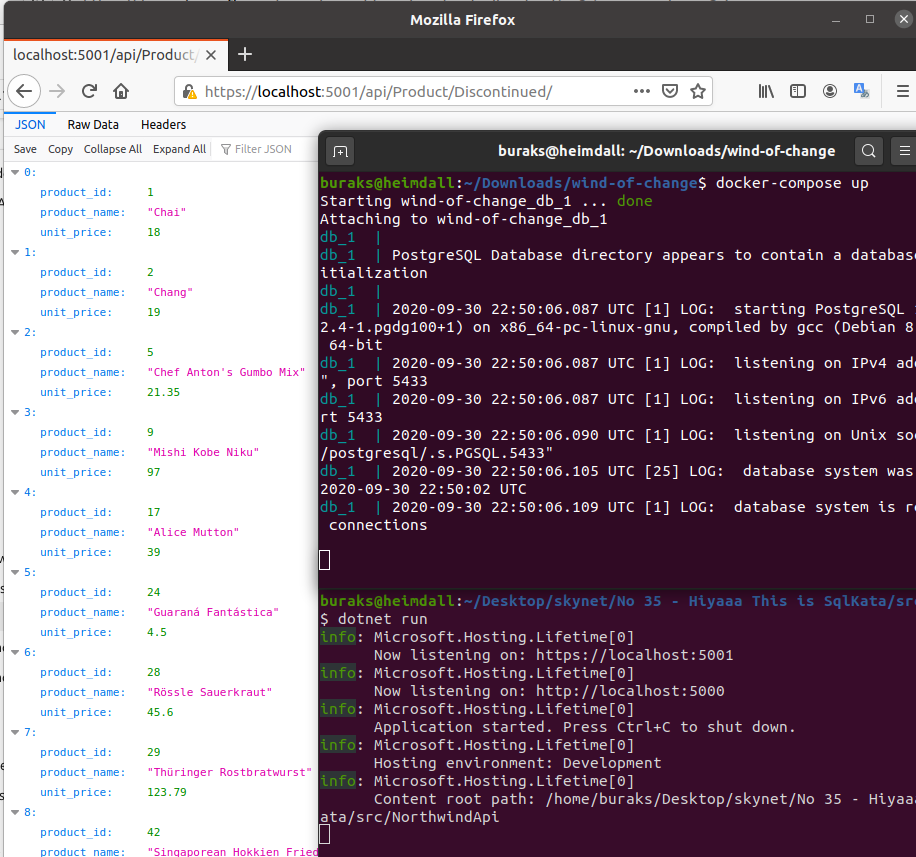 Mozilla Firefox
localhost:5001/api/Product/
https://localhost:5001/api/Product/Discontinued/
JSON Raw Data Headers
Save Copy Collapse All Expand All Filter JSON
0:
product_id: 1
product_name: "Chai"
unit_price: 18
1:
product_id: 2
product_name: "Chang"
unit_price: 19
2:
product_id: 5
product_name: "Chef Anton's Gumbo Mix"
unit_price: 21.35
3:
product_id: 9
product_name: "Mishi Kobe Niku"
unit_price: 97
4:
product_id: 17
product_name: "Alice Mutton"
unit_price: 39
5:
product_id: 24
product_name: "Guaraná Fantástica"
unit_price: 4.5
6:
product_id: 28
product_name: "Rössle Sauerkraut"
unit_price: 45.6
7:
product_id: 29
product_name: "Thüringer Rostbratwurst"
unit_price: 123.79
8:
product_id: 42
product_name: "Singaporean Hokkien Fried
buraks@heimdall: ~/Downloads/wind-of-change
buraks@heimdall:~/Downloads/wind-of-change$ docker-compose up
Starting wind-of-change_db_1 ... done
Attaching to wind-of-change_db_1
db_1 |
db_1 | PostgreSQL Database directory appears to contain a database
itialization
db_1 |
db_1 | 2020-09-30 22:50:06.087 UTC [1] LOG: starting PostgreSQL
2.4-1.pgdg100+1) on x86_64-pc-linux-gnu, compiled by gcc (Debian 8
64-bit
db_1 | 2020-09-30 22:50:06.087 UTC [1] LOG: listening on IPv4 add
", port 5433
db_1 | 2020-09-30 22:50:06.087 UTC [1] LOG: listening on IPv6 add
rt 5433
db_1 | 2020-09-30 22:50:06.090 UTC [1] LOG: listening on Unix soc
/postgresql/.s.PGSQL.5433"
db_1 | 2020-09-30 22:50:06.105 UTC [25] LOG: database system was
2020-09-30 22:50:02 UTC
db_1 | 2020-09-30 22:50:06.109 UTC [1] LOG: database system is re
connections
buraks@heimdall:~/Desktop/skynet/No 35 - Hiyaaa This is SqlKata/src
$ dotnet run
info: Microsoft.Hosting.Lifetime[0]
Now listening on: https://localhost:5001
info: Microsoft.Hosting.Lifetime[0]
Now listening on: http://localhost:5000
info: Microsoft.Hosting.Lifetime[0]
Application started. Press Ctrl+C to shut down.
info: Microsoft.Hosting.Lifetime[0]
Hosting environment: Development
info: Microsoft.Hosting.Lifetime[0]
Content root path: /home/buraks/Desktop/skynet/No 35 - Hiyaaa
ata/src/NorthwindApi